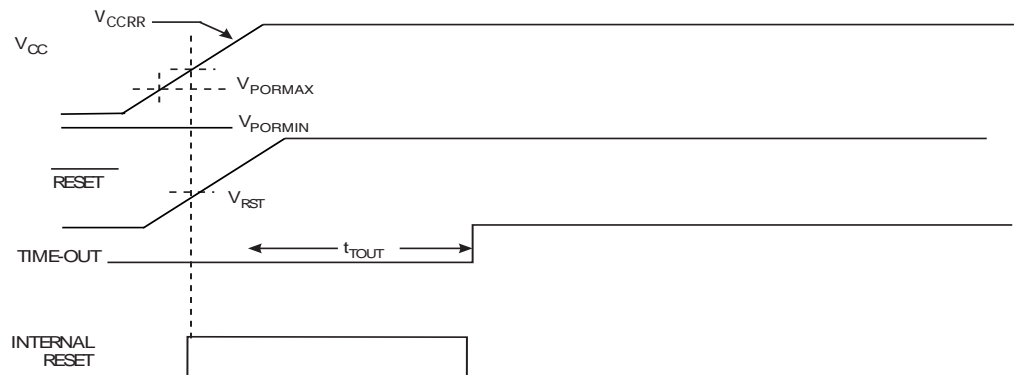 VCCRR
VCC
VPORMAX
VPORMIN
RESET
VRST
TIME-OUT
tTOUT
INTERNAL
RESET